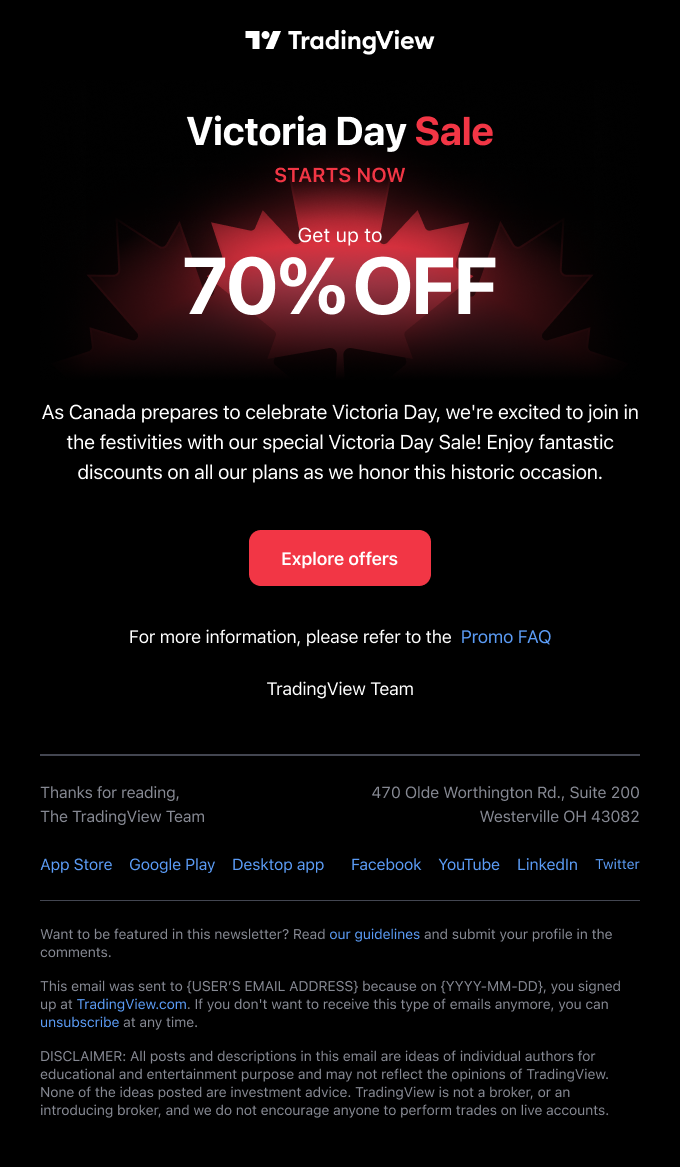 TradingView
Victoria Day Sale
STARTS NOW
Get up to
70% OFF
As Canada prepares to celebrate Victoria Day, we're excited to join in
the festivities with our special Victoria Day Sale! Enjoy fantastic
discounts on all our plans as we honor this historic occasion.
Explore offers
For more information, please refer to the Promo FAQ
TradingView Team
Thanks for reading,
The TradingView Team
470 Olde Worthington Rd., Suite 200
Westerville OH 43082
App Store Google Play Desktop app Facebook YouTube LinkedIn Twitter
Want to be featured in this newsletter? Read our guidelines and submit your profile in the
comments.
This email was sent to {USER’S EMAIL ADDRESS} because on {YYYY-MM-DD}, you signed
up at TradingView.com. If you don't want to receive this type of emails anymore, you can
unsubscribe at any time.
DISCLAIMER: All posts and descriptions in this email are ideas of individual authors for
educational and entertainment purpose and may not reflect the opinions of TradingView.
None of the ideas posted are investment advice. TradingView is not a broker, or an
introducing broker, and we do not encourage anyone to perform trades on live accounts.